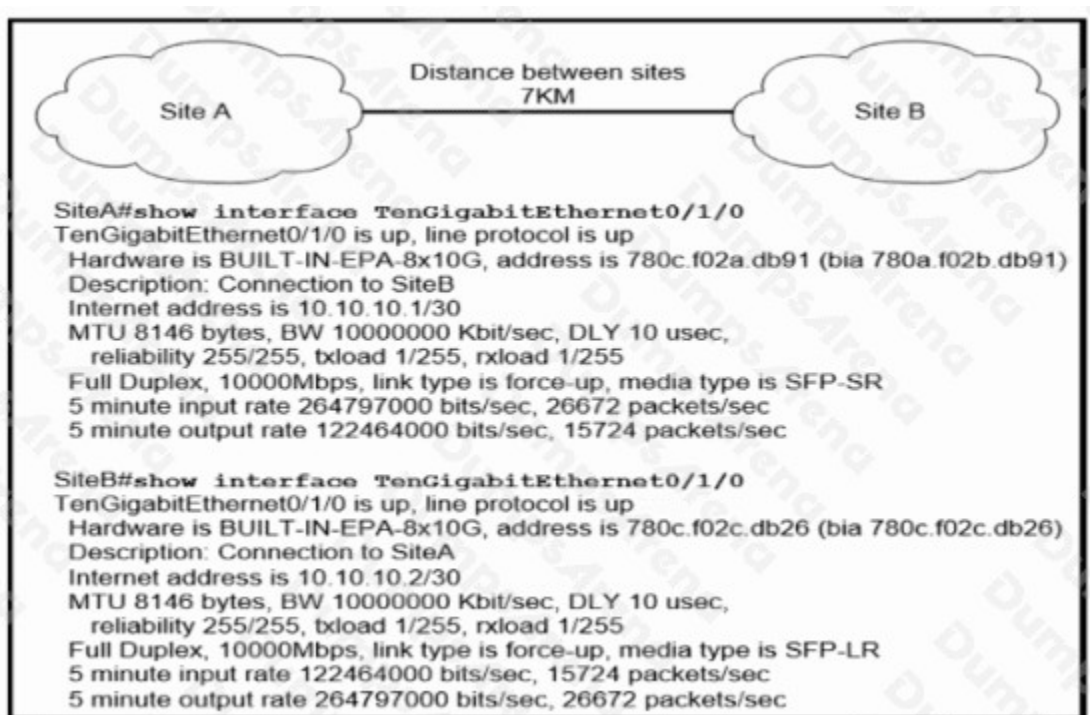 Distance between sites
7KM
Site A
Site B
SiteA#show interface TenGigabitEthernet0/1/0
TenGigabitEthernet0/1/0 is up, line protocol is up
Hardware is BUILT-IN-EPA-8x10G, address is 780c.f02a.db91 (bia 780a.f02b.db91)
Description: Connection to SiteB
Internet address is 10.10.10.1/30
MTU 8146 bytes, BW 10000000 Kbit/sec, DLY 10 usec,
reliability 255/255, txload 1/255, rxload 1/255
Full Duplex, 10000Mbps, link type is force-up, media type is SFP-SR
5 minute input rate 264797000 bits/sec, 26672 packets/sec
5 minute output rate 122464000 bits/sec, 15724 packets/sec
SiteB#show interface TenGigabitEthernet0/1/0
TenGigabitEthernet0/1/0 is up, line protocol is up
Hardware is BUILT-IN-EPA-8x10G, address is 780c.f02c.db26 (bia 780c.f02c.db26)
Description: Connection to SiteA
Internet address is 10.10.10.2/30
MTU 8146 bytes, BW 10000000 Kbit/sec, DLY 10 usec,
reliability 255/255, txload 1/255, rxload 1/255
Full Duplex, 10000Mbps, link type is force-up, media type is SFP-LR
5 minute input rate 122464000 bits/sec, 15724 packets/sec
5 minute output rate 264797000 bits/sec, 26672 packets/sec
DumpsArena